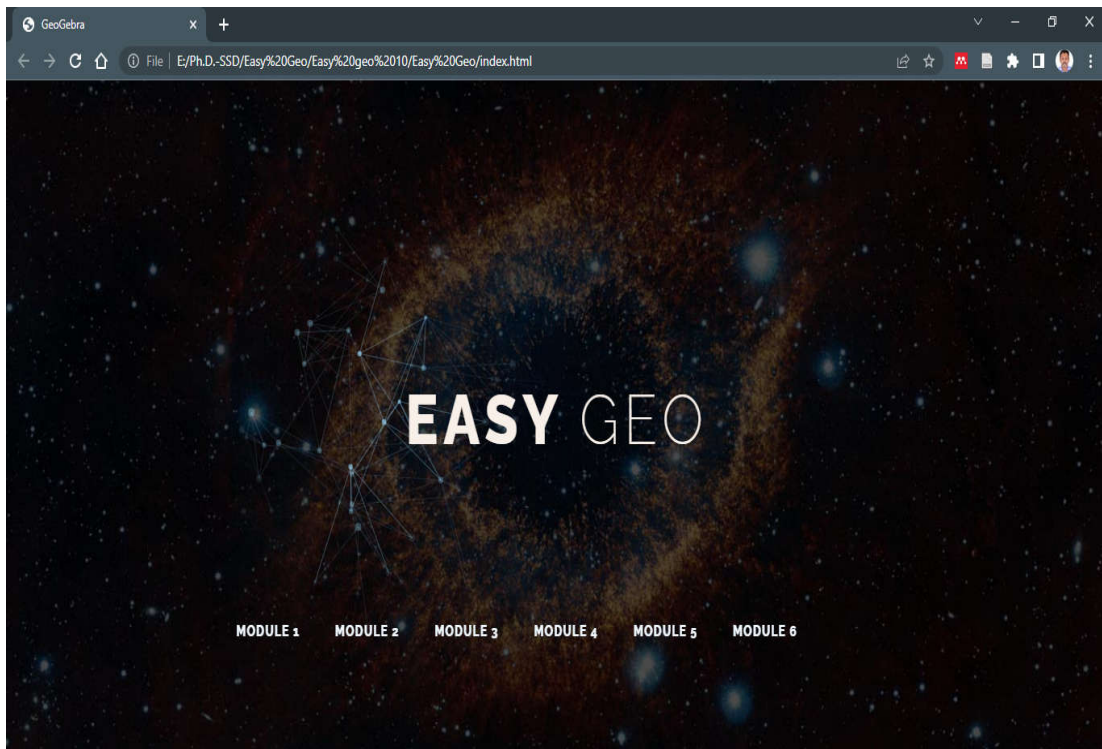 GeoGebra
File | E:/Ph.D.-SSD/Easy%20Geo/Easy%20geo%2010/Easy%20Geo/index.html
EASY GEO
MODULE 1 MODULE 2 MODULE 3 MODULE 4 MODULE 5 MODULE 6